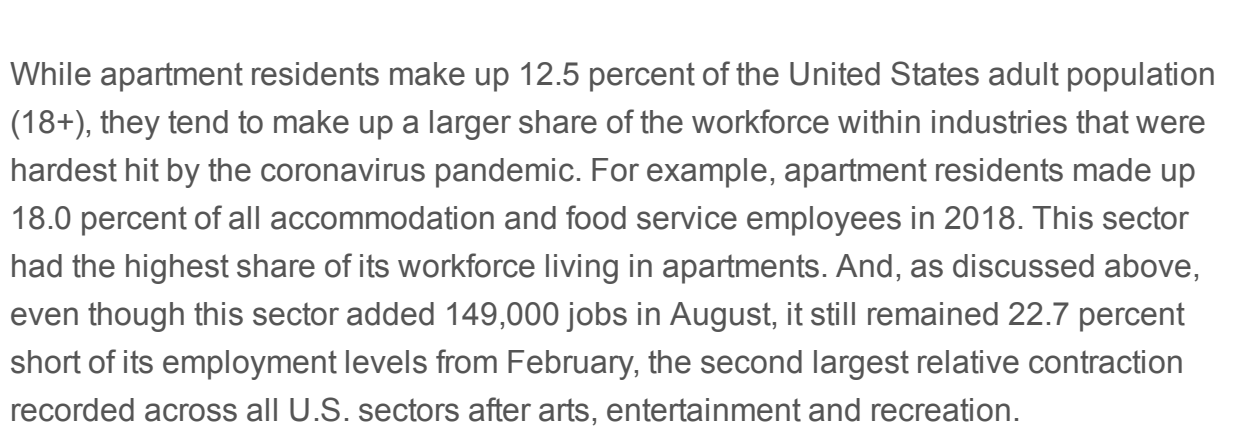 While apartment residents make up 12.5 percent of the United States adult population
(18+), they tend to make up a larger share of the workforce within industries that were
hardest hit by the coronavirus pandemic. For example, apartment residents made up
18.0 percent of all accommodation and food service employees in 2018. This sector
had the highest share of its workforce living in apartments. And, as discussed above,
even though this sector added 149,000 jobs in August, it still remained 22.7 percent
short of its employment levels from February, the second largest relative contraction
recorded across all U.S. sectors after arts, entertainment and recreation.